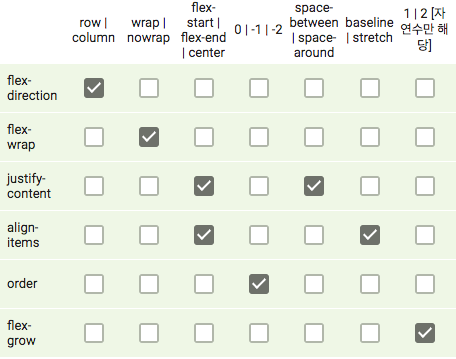 row |
column
wrap |
nowrap
flex-
start |
flex-end
| center
0 | -1 | -2
space-
between
| space-
around
baseline
| stretch
1 | 2 [자
연수만 해
당]
flex-
direction
flex-
wrap
justify-
content
align-
items
order
flex-
grow